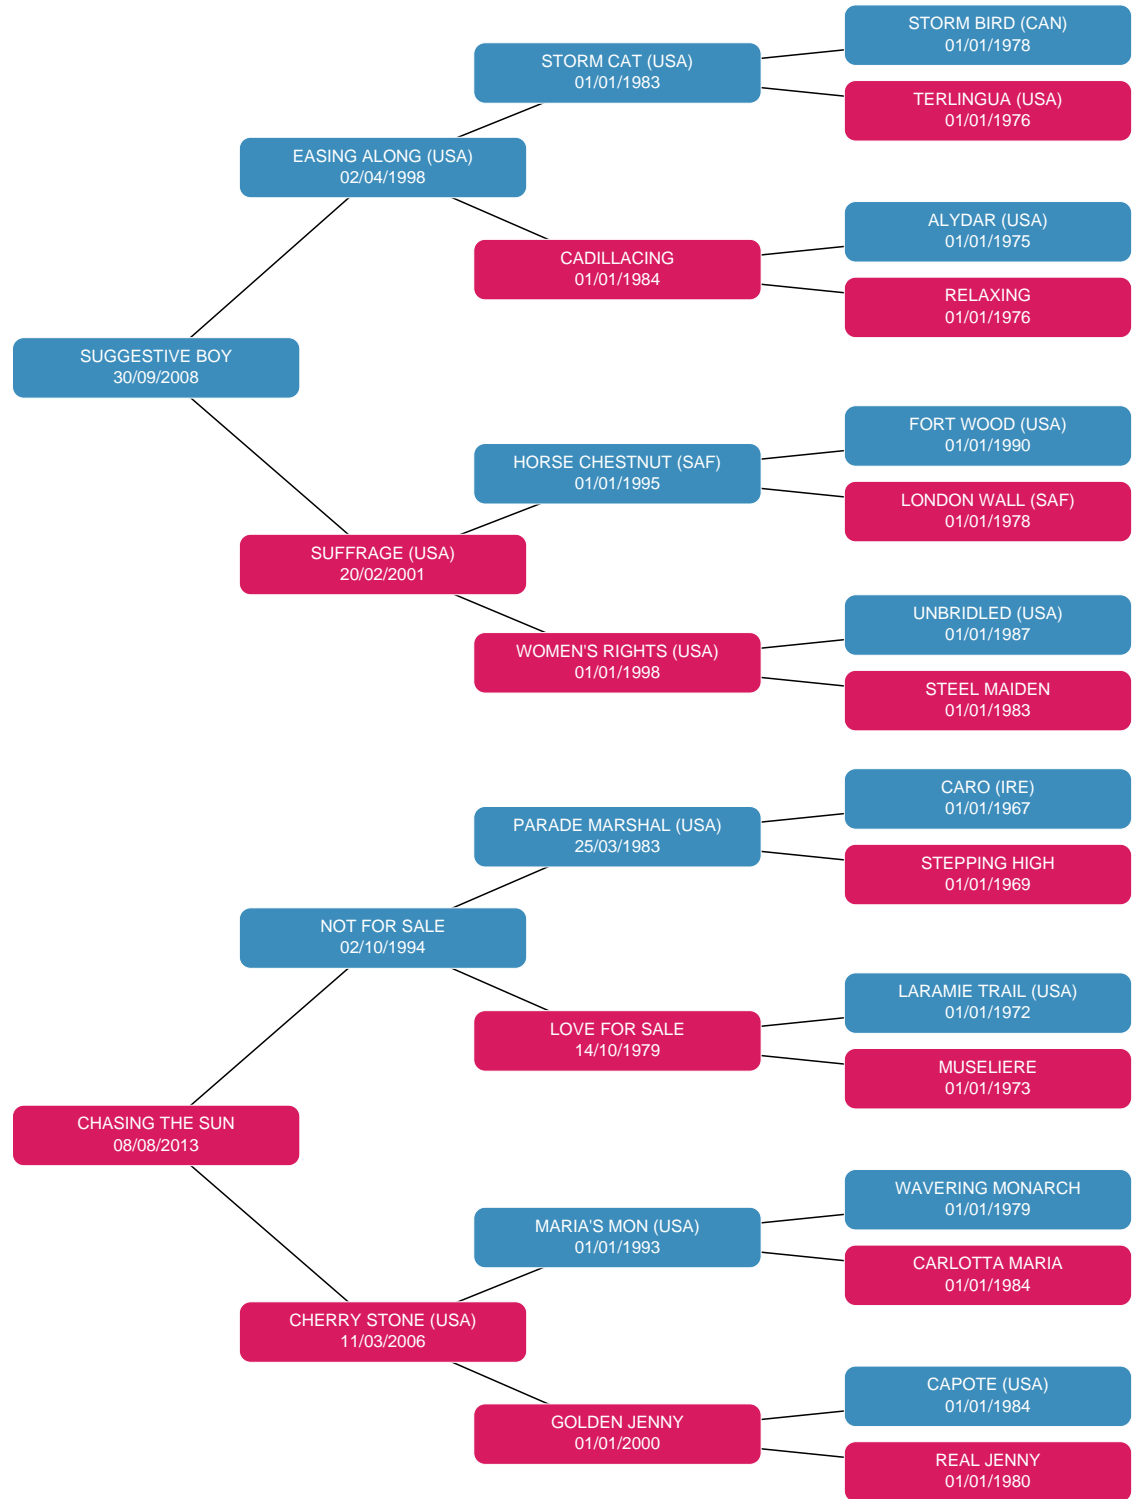 STORM BIRD (CAN)
01/01/1978
STORM CAT (USA)
01/01/1983
TERLINGUA (USA)
01/01/1976
EASING ALONG (USA)
02/04/1998
ALYDAR (USA)
01/01/1975
CADILLACING
01/01/1984
RELAXING
01/01/1976
SUGGESTIVE BOY
30/09/2008
FORT WOOD (USA)
01/01/1990
HORSE CHESTNUT (SAF)
01/01/1995
LONDON WALL (SAF)
01/01/1978
SUFFRAGE (USA)
20/02/2001
UNBRIDLED (USA)
01/01/1987
WOMEN'S RIGHTS (USA)
01/01/1998
STEEL MAIDEN
01/01/1983
CARO (IRE)
01/01/1967
PARADE MARSHAL (USA)
25/03/1983
STEPPING HIGH
01/01/1969
NOT FOR SALE
02/10/1994
LARAMIE TRAIL (USA)
01/01/1972
LOVE FOR SALE
14/10/1979
MUSELIERE
01/01/1973
CHASING THE SUN
08/08/2013
WAVERING MONARCH
01/01/1979
MARIA'S MON (USA)
01/01/1993
CARLOTTA MARIA
01/01/1984
CHERRY STONE (USA)
11/03/2006
CAPOTE (USA)
01/01/1984
GOLDEN JENNY
01/01/2000
REAL JENNY
01/01/1980